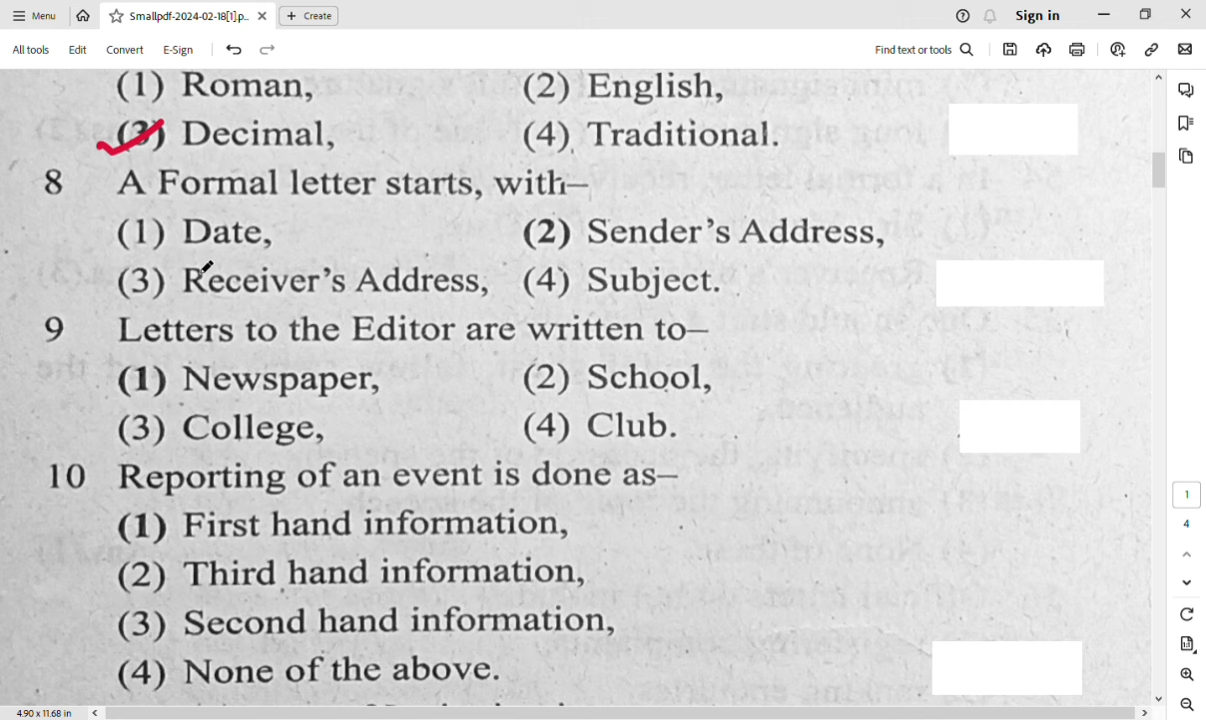 Menu
Smallpdf-2024-02-18[1]p...
Create
Sign in
All tools
Edit
Convert
E-Sign
Find text or tools
(1) Roman, (2) English,
(3) Decimal, (4) Traditional.
8 A Formal letter starts, with–
(1) Date, (2) Sender's Address,
(3) Receiver's Address, (4) Subject.
9 Letters to the Editor are written to–
(1) Newspaper, (2) School,
(3) College, (4) Club.
10 Reporting of an event is done as–
(1) First hand information,
(2) Third hand information,
(3) Second hand information,
(4) None of the above.
1
4
4.90 x 11.68 in